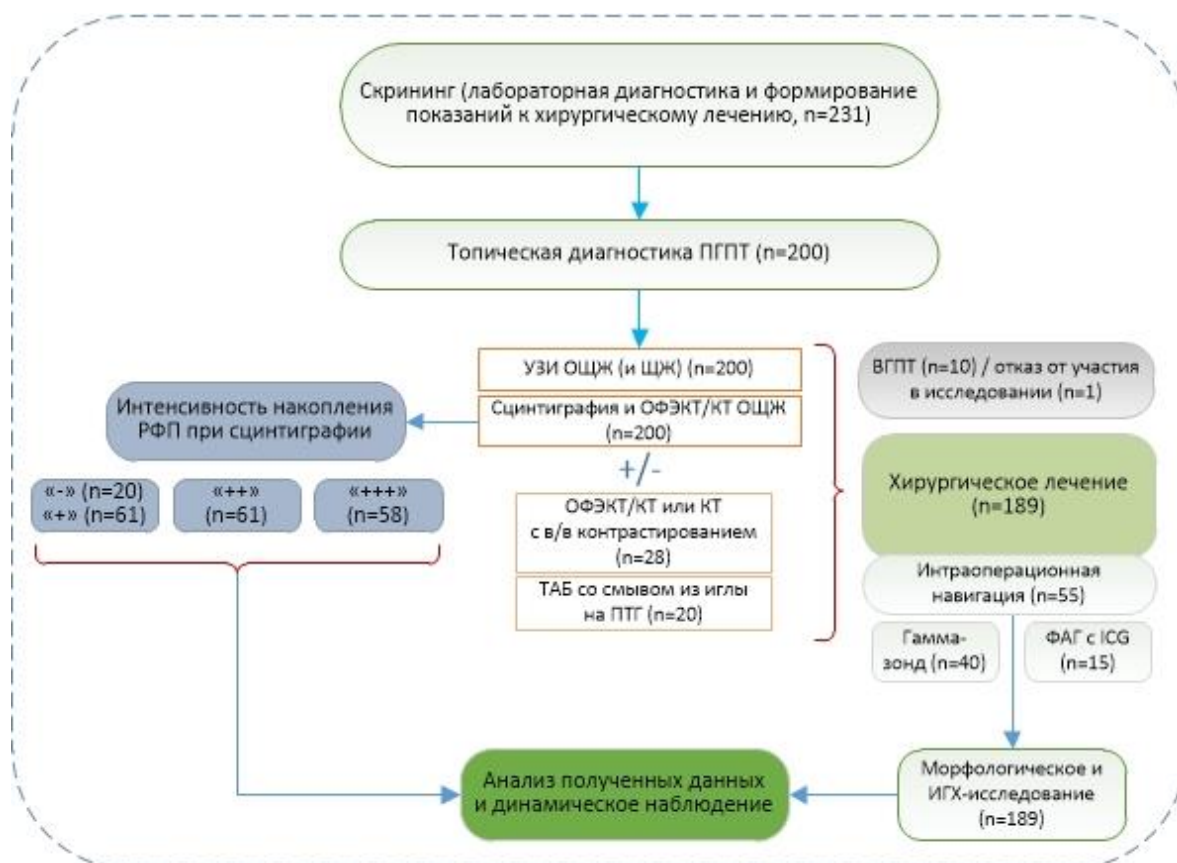 Скрининг (лабораторная диагностика и формирование
показаний к хирургическому лечению, n=231)
Топическая диагностика ПГПТ (n=200)
УЗИ ОЩЖ (и ЩЖ) (n=200)
Сцинтиграфия и ОФЭКТ/КТ ОЩЖ
(n=200)
+/-
ОФЭКТ/КТ или КТ
с в/в контрастированием
(n=28)
ТАБ со смывом из иглы
на ПТГ (n=20)
Интенсивность накопления
РФП при сцинтиграфии
«-» (n=20)
«+» (n=61)
«++»
(n=61)
«+++»
(n=58)
ВГПТ (n=10) / отказ от участия
в исследовании (n=1)
Хирургическое лечение
(n=189)
Интраоперационная
навигация (n=55)
Гамма-
зонд (n=40)
ФАГ с ICG
(n=15)
Морфологическое и
ИГХ-исследование
(n=189)
Анализ полученных данных
и динамическое наблюдение